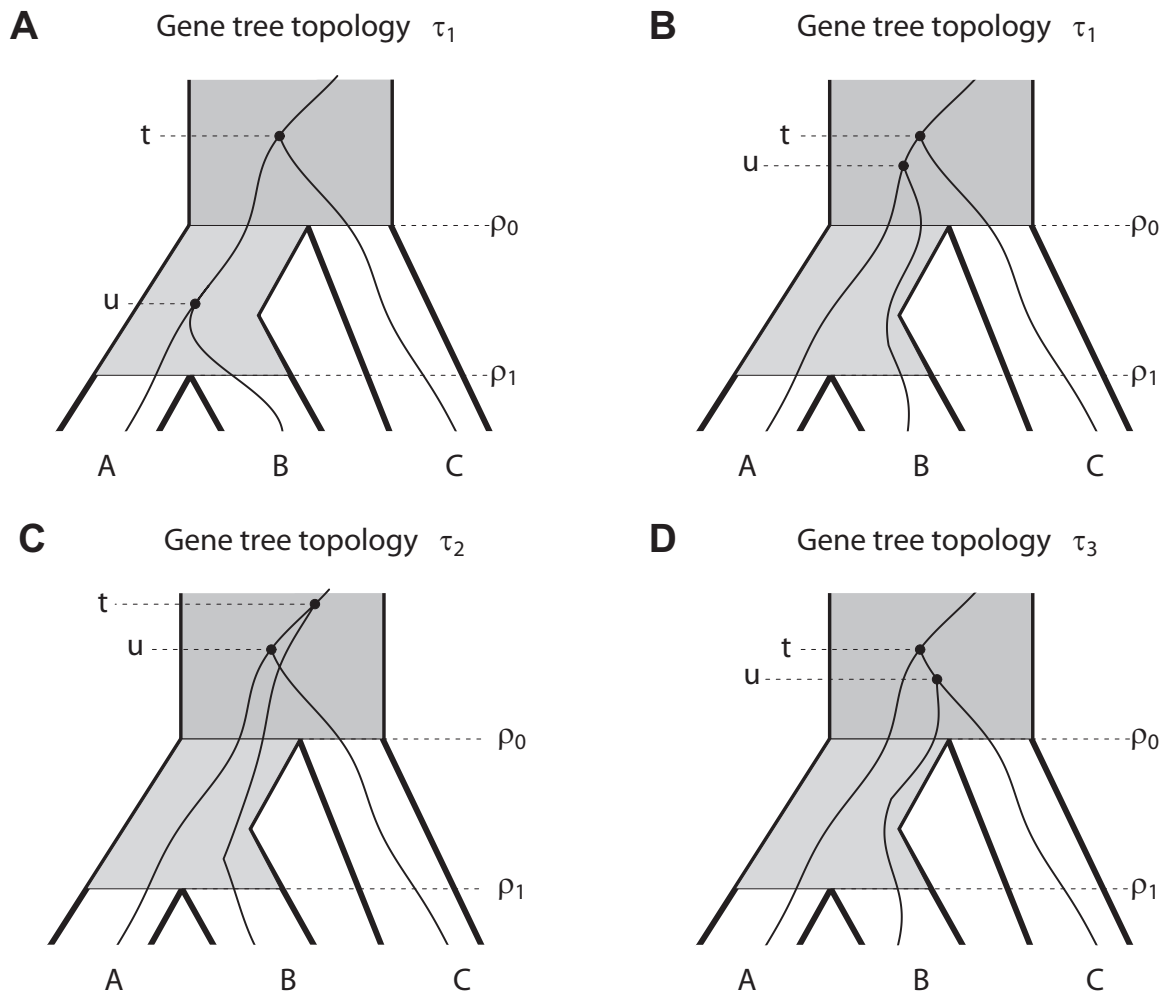 A Gene tree topology τ₁
t
u
ρ₀
ρ₁
A B C
B Gene tree topology τ₁
t
u
ρ₀
ρ₁
A B C
C Gene tree topology τ₂
t
u
ρ₀
ρ₁
A B C
D Gene tree topology τ₃
t
u
ρ₀
ρ₁
A B C